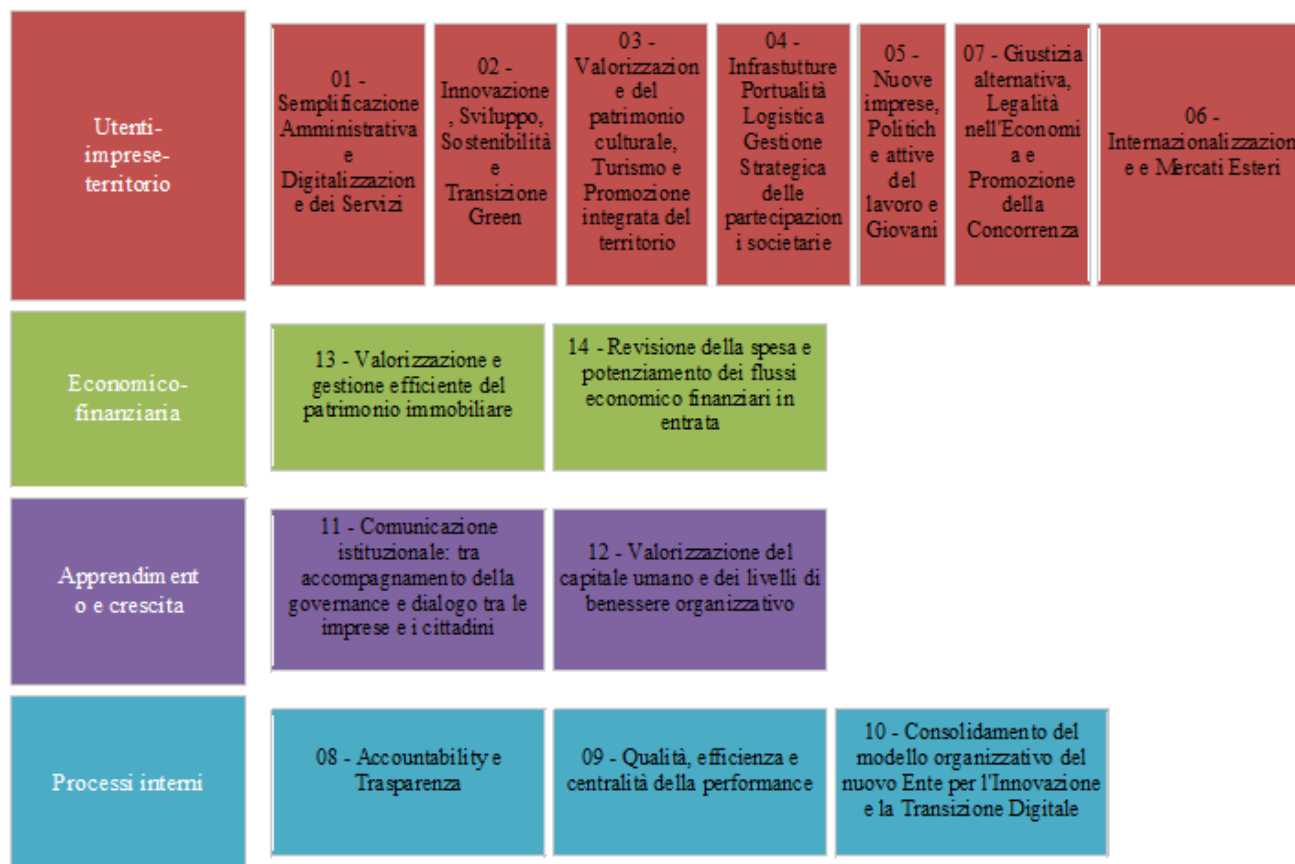 Utenti-
imprese-
territorio
01 -
Semplificazione
Amministrativa
e
Digitalizzazion
e dei Servizi
02 -
Innovazione
, Sviluppo,
Sostenibilità
e
Transizione
Green
03 -
Valorizzazion
e del
patrimonio
culturale,
Turismo e
Promozione
integrata del
territorio
04 -
Infrastutture
Portualità
Logistica
Gestione
Strategica
delle
partecipazion
i societarie
05 -
Nuove
imprese,
Politich
e attive
del
lavoro e
Giovani
07 - Giustizia
alternativa,
Legalità
nell'Economi
a e
Promozione
della
Concorrenza
06 -
Internazionalizzazion
e e Mercati Esteri
Economico-
finanziaria
13 - Valorizzazione e
gestione efficiente del
patrimonio immobiliare
14 - Revisione della spesa e
potenziamento dei flussi
economico finanziari in
entrata
Apprendiment
o e crescita
11 - Comunicazione
istituzionale: tra
accompagnamento della
governance e dialogo tra le
imprese e i cittadini
12 - Valorizzazione del
capitale umano e dei livelli di
benessere organizzativo
Processi interni
08 - Accountability e
Trasparenza
09 - Qualità, efficienza e
centralità della performance
10 - Consolidamento del
modello organizzativo del
nuovo Ente per l'Innovazione
e la Transizione Digitale